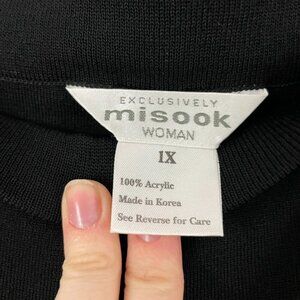 EXCLUSIVELY
misook
WOMAN
1X
100% Acrylic
Made in Korea
See Reverse for Care